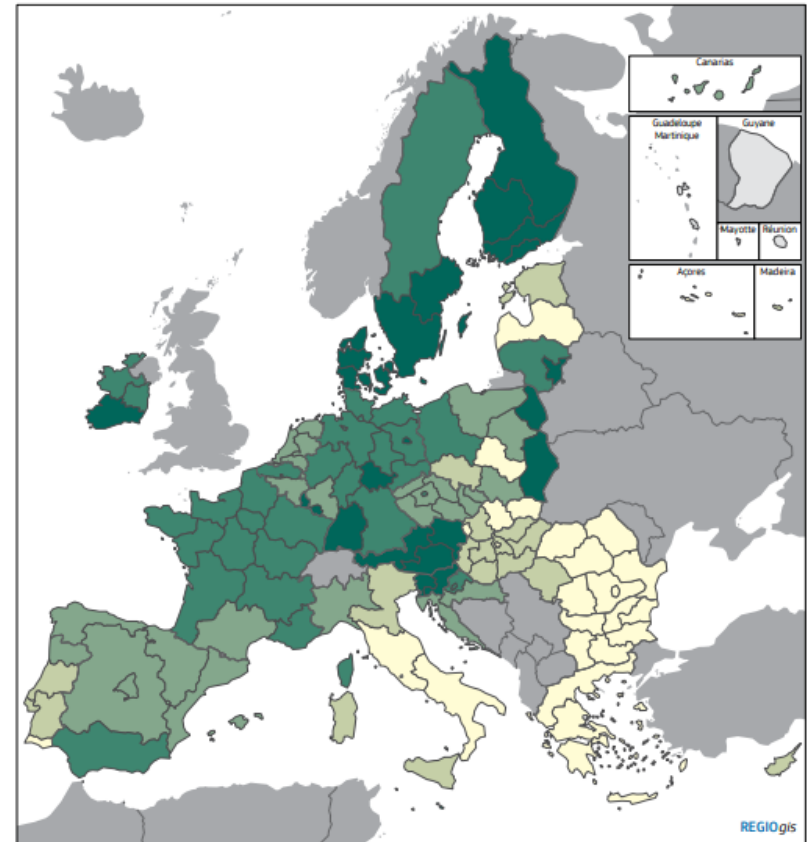 Canarias
Guadeloupe
Martinique
Guyane
Mayotte
Réunion
Açores
Madeira
REGIOgis